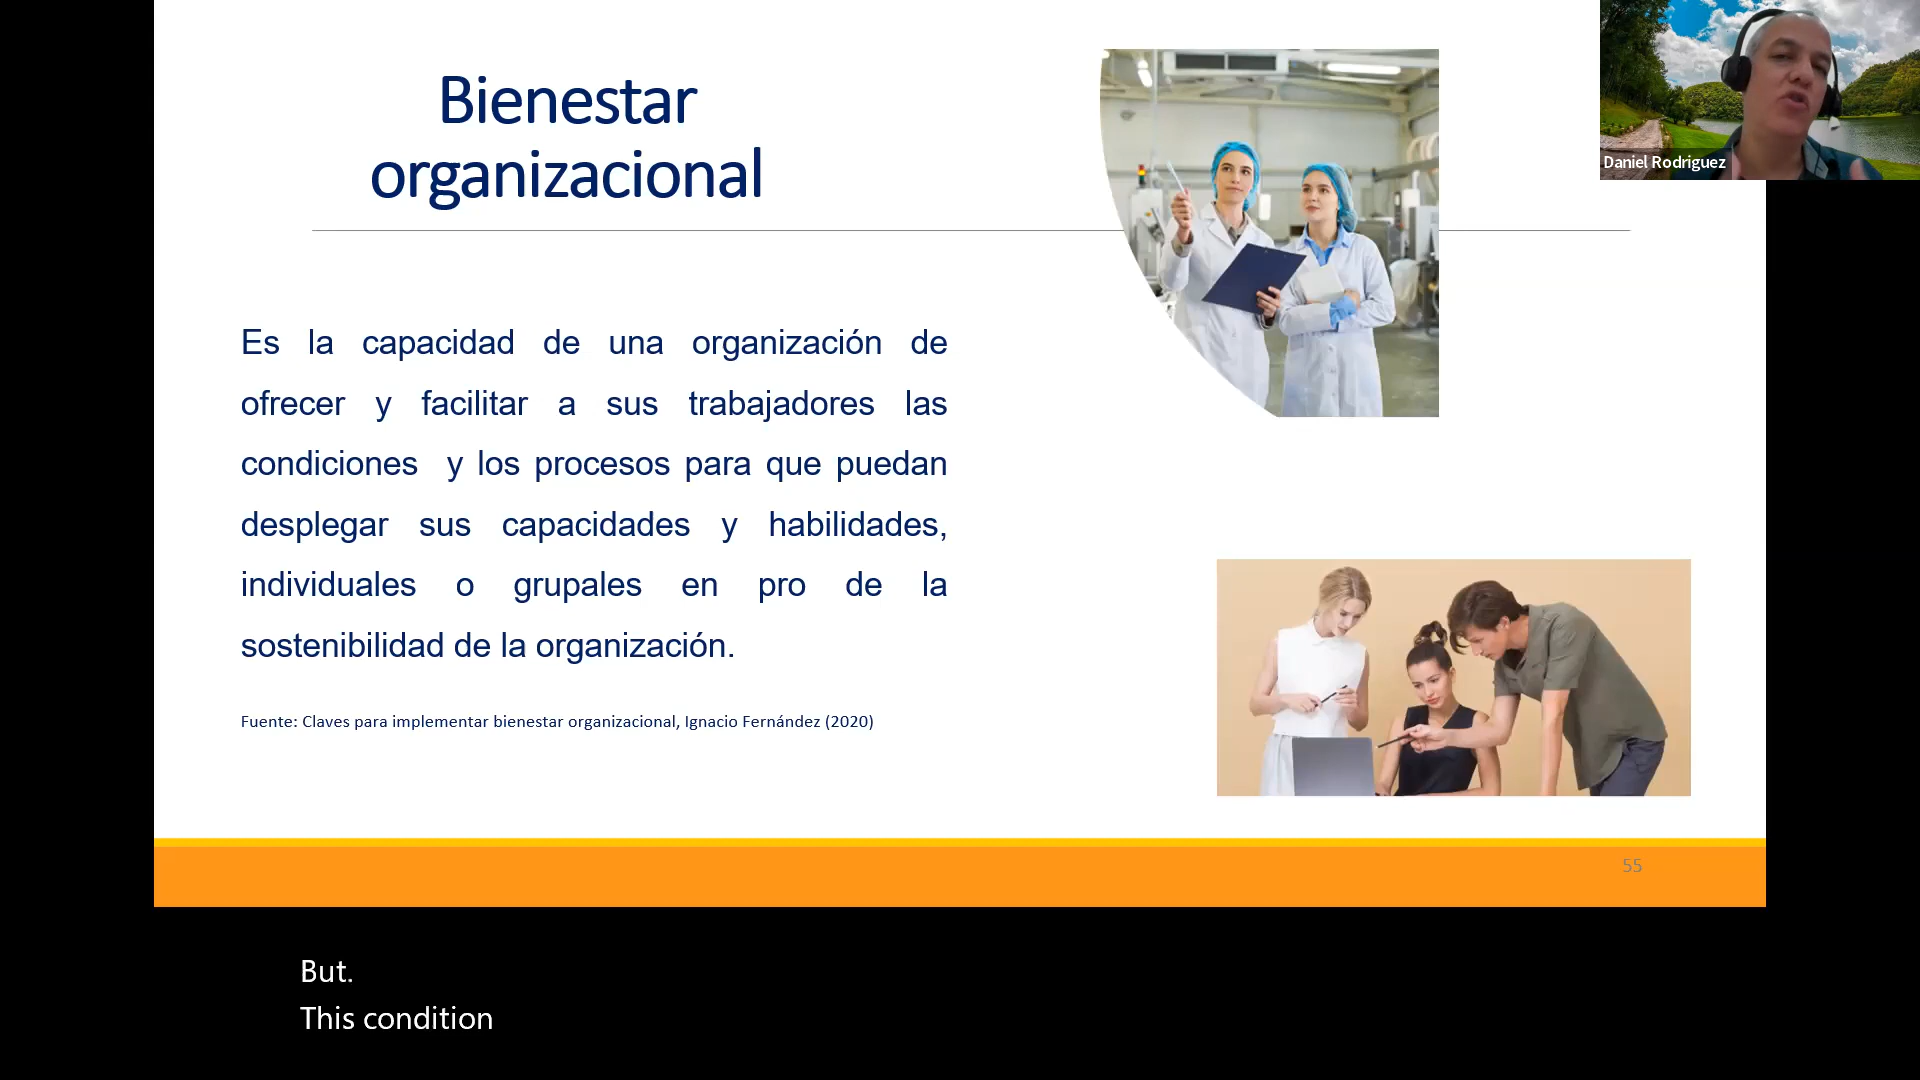 Bienestar
organizacional
Daniel Rodriguez
Es la capacidad de una organización de
ofrecer y facilitar a sus trabajadores las
condiciones y los procesos para que puedan
desplegar sus capacidades y habilidades,
individuales o grupales en pro de la
sostenibilidad de la organización.
Fuente: Claves para implementar bienestar organizacional, Ignacio Fernández (2020)
55
But.
This condition